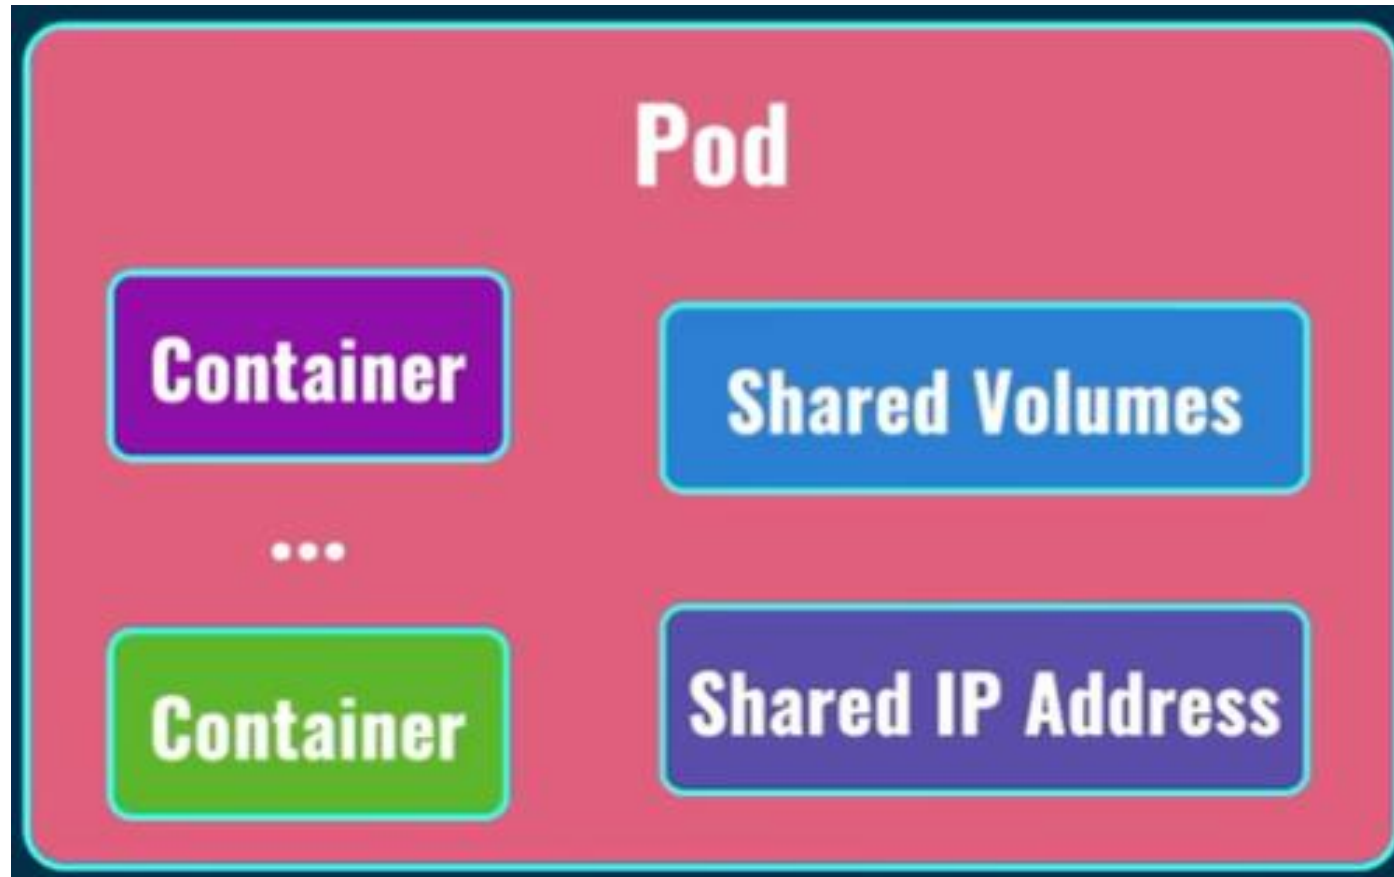 Pod
Container
Shared Volumes
...
Container
Shared IP Address